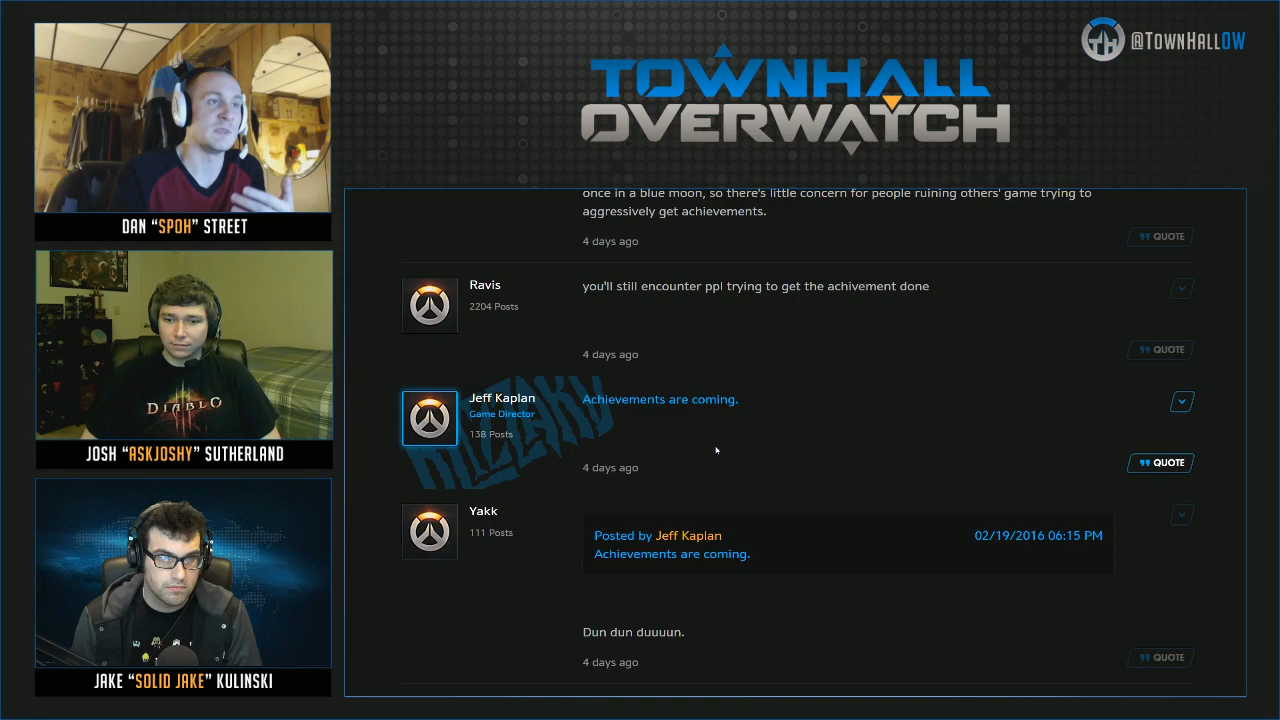 @TOWNHALLOW
TOWNHALL
OVERWATCH
DAN "SPOH" STREET
DIABLO
JOSH "ASKJOSHY" SUTHERLAND
JAKE "SOLID JAKE" KULINSKI
once in a blue moon, so there's little concern for people ruining others' game trying to
aggressively get achievements.
4 days ago
QUOTE
Ravis
2204 Posts
you'll still encounter ppl trying to get the achivement done
4 days ago
QUOTE
BLIZZARD
Jeff Kaplan
Game Director
138 Posts
Achievements are coming.
4 days ago
QUOTE
Yakk
111 Posts
Posted by Jeff Kaplan
02/19/2016 06:15 PM
Achievements are coming.
Dun dun duuuun.
4 days ago
QUOTE